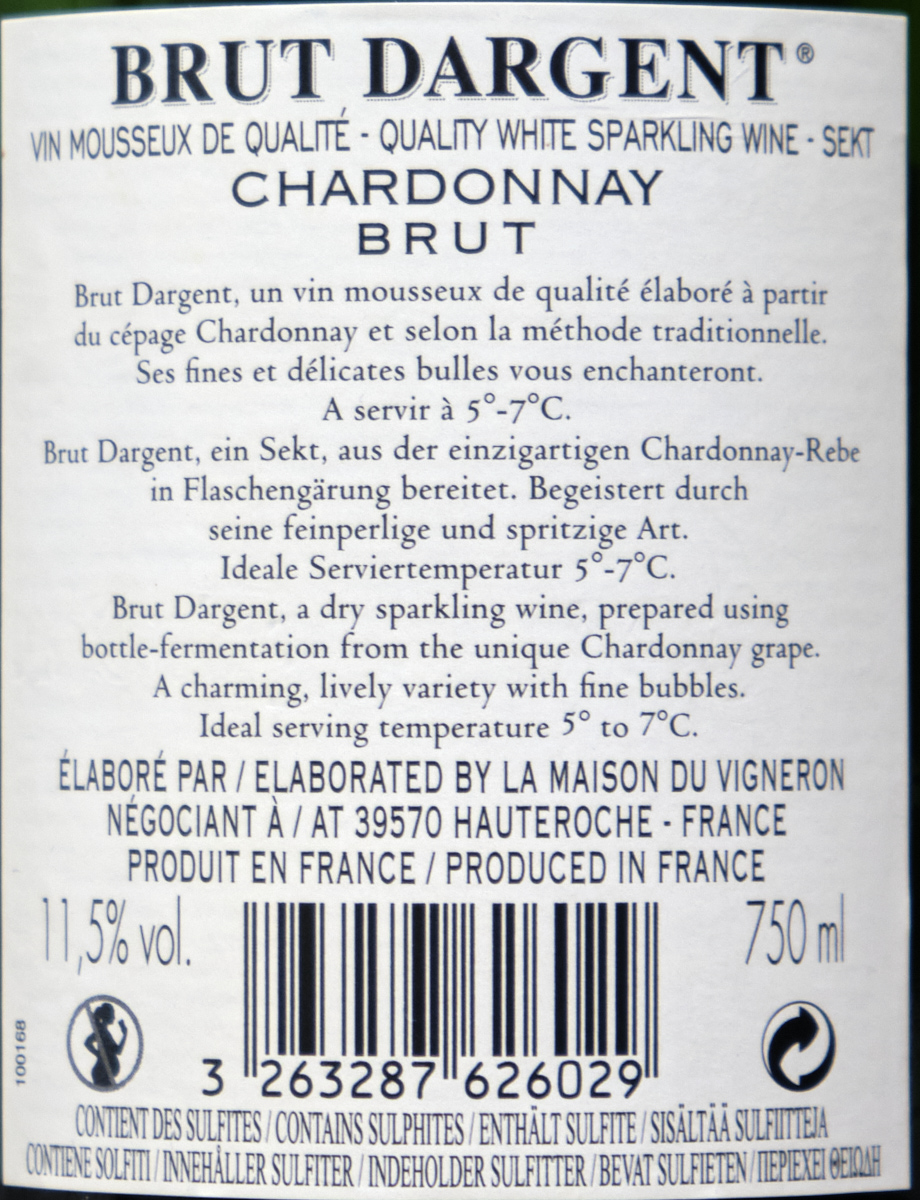 BRUT DARGENT®
VIN MOUSSEUX DE QUALITÉ - QUALITY WHITE SPARKLING WINE - SEKT
CHARDONNAY
BRUT
Brut Dargent, un vin mousseux de qualité élaboré à partir
du cépage Chardonnay et selon la méthode traditionnelle.
Ses fines et délicates bulles vous enchanteront.
A servir à 5°-7°C.
Brut Dargent, ein Sekt, aus der einzigartigen Chardonnay-Rebe
in Flaschengärung bereitet. Begeistert durch
seine feinperlige und spritzige Art.
Ideale Serviertemperatur 5°-7°C.
Brut Dargent, a dry sparkling wine, prepared using
bottle-fermentation from the unique Chardonnay grape.
A charming, lively variety with fine bubbles.
Ideal serving temperature 5° to 7°C.
ÉLABORÉ PAR / ELABORATED BY LA MAISON DU VIGNERON
NÉGOCIANT À / AT 39570 HAUTEROCHE - FRANCE
PRODUIT EN FRANCE / PRODUCED IN FRANCE
11,5% vol.
750 ml
100168
3 263287 626029
CONTIENT DES SULFITES / CONTAINS SULPHITES / ENTHÄLT SULFITE / SISÄLTÄÄ SULFIITTEJA
CONTIENE SOLFITI / INNEHÅLLER SULFITER / INDEHOLDER SULFITTER / BEVAT SULFIETEN / ΠΕΡΙΕΧΕΙ ΘΕΙΩΔΗ